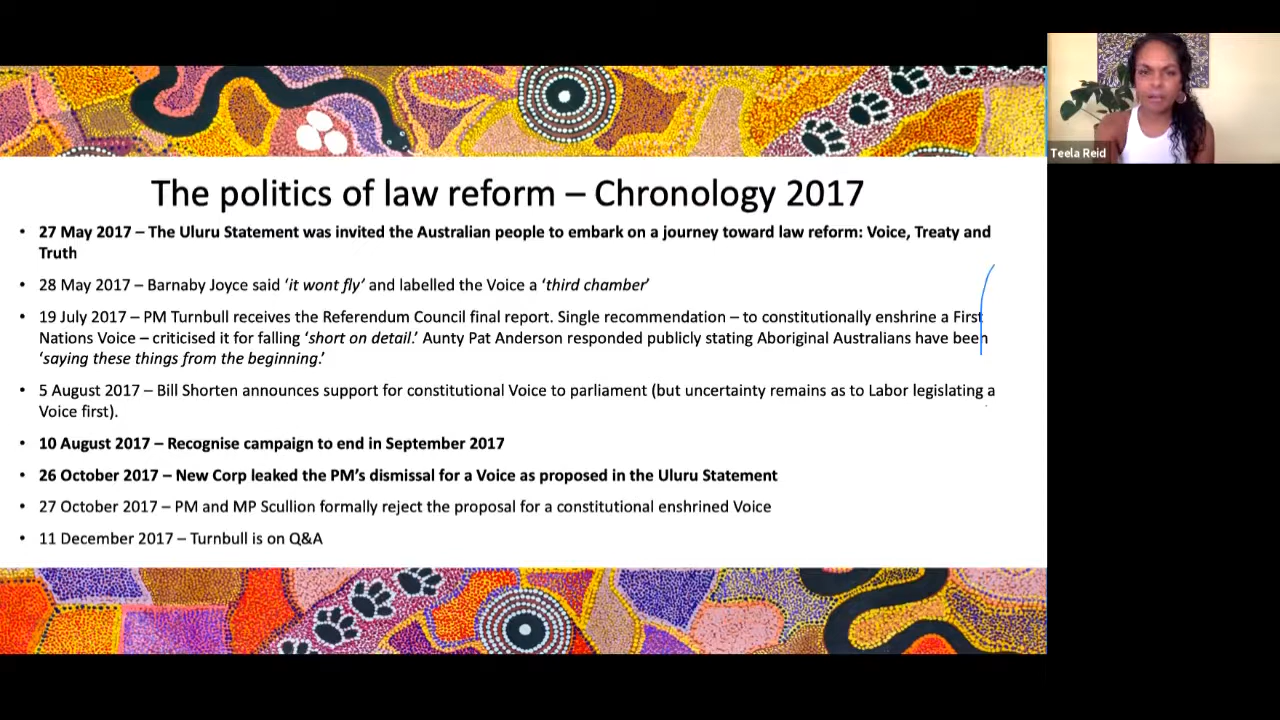 Teela Reid
The politics of law reform – Chronology 2017
• 27 May 2017 – The Uluru Statement was invited the Australian people to embark on a journey toward law reform: Voice, Treaty and
Truth
• 28 May 2017 – Barnaby Joyce said ‘it wont fly’ and labelled the Voice a ‘third chamber’
• 19 July 2017 – PM Turnbull receives the Referendum Council final report. Single recommendation – to constitutionally enshrine a First
Nations Voice – criticised it for falling ‘short on detail.’ Aunty Pat Anderson responded publicly stating Aboriginal Australians have been
‘saying these things from the beginning.’
• 5 August 2017 – Bill Shorten announces support for constitutional Voice to parliament (but uncertainty remains as to Labor legislating a
Voice first).
• 10 August 2017 – Recognise campaign to end in September 2017
• 26 October 2017 – New Corp leaked the PM’s dismissal for a Voice as proposed in the Uluru Statement
• 27 October 2017 – PM and MP Scullion formally reject the proposal for a constitutional enshrined Voice
• 11 December 2017 – Turnbull is on Q&A